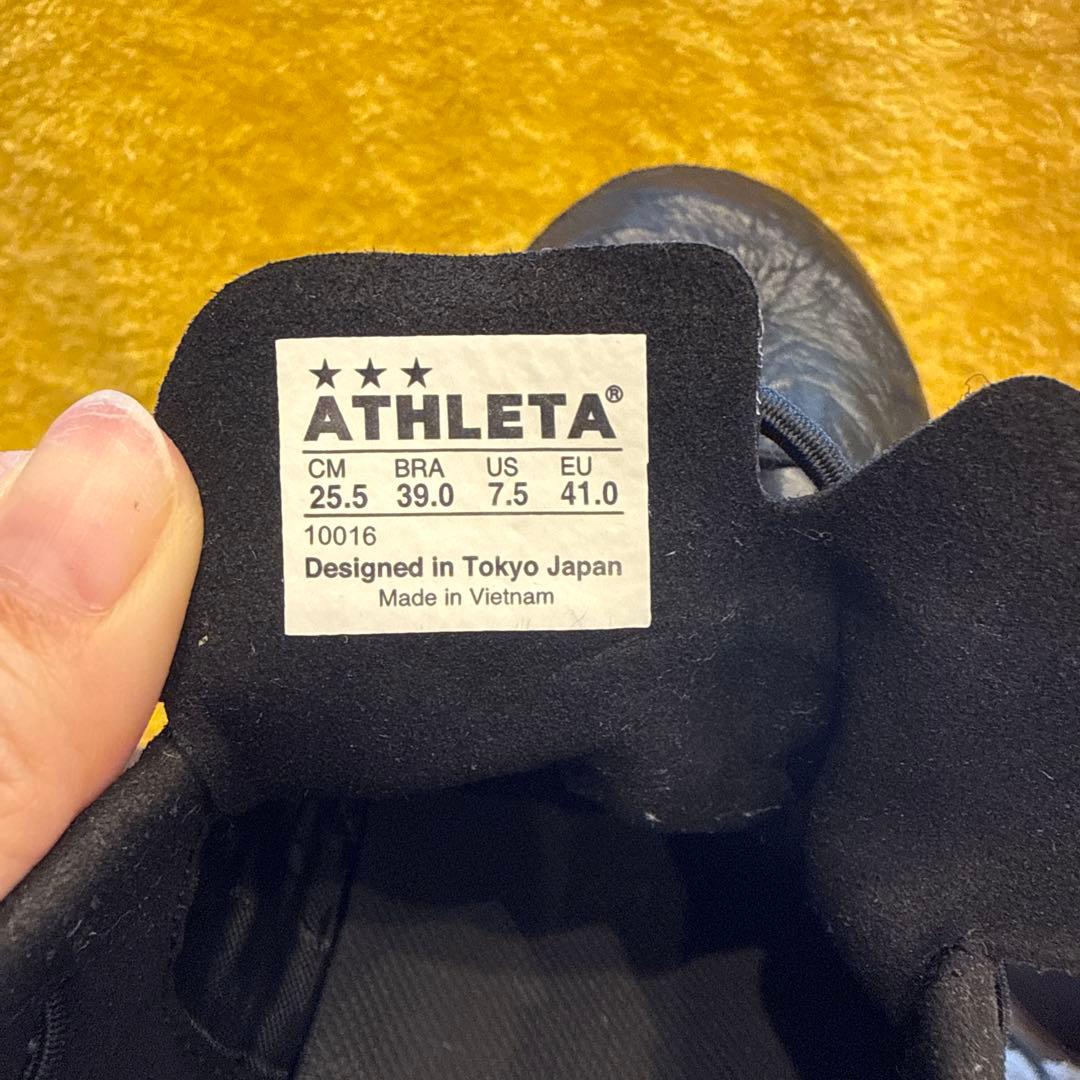 ★★★
ATHLETA®
CM BRA US EU
25.5 39.0 7.5 41.0
10016
Designed in Tokyo Japan
Made in Vietnam